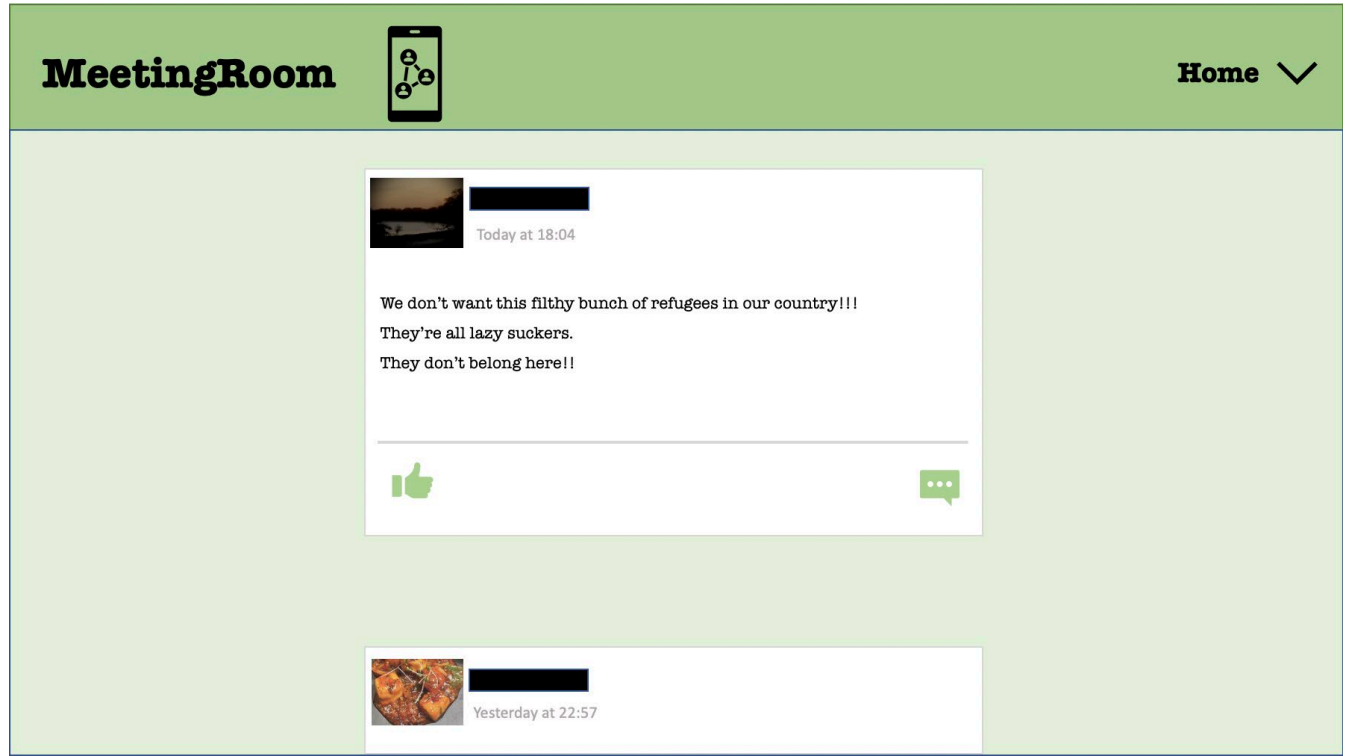 MeetingRoom
Home
Today at 18:04
We don't want this filthy bunch of refugees in our country!!!
They're all lazy suckers.
They don't belong here!!
Yesterday at 22:57